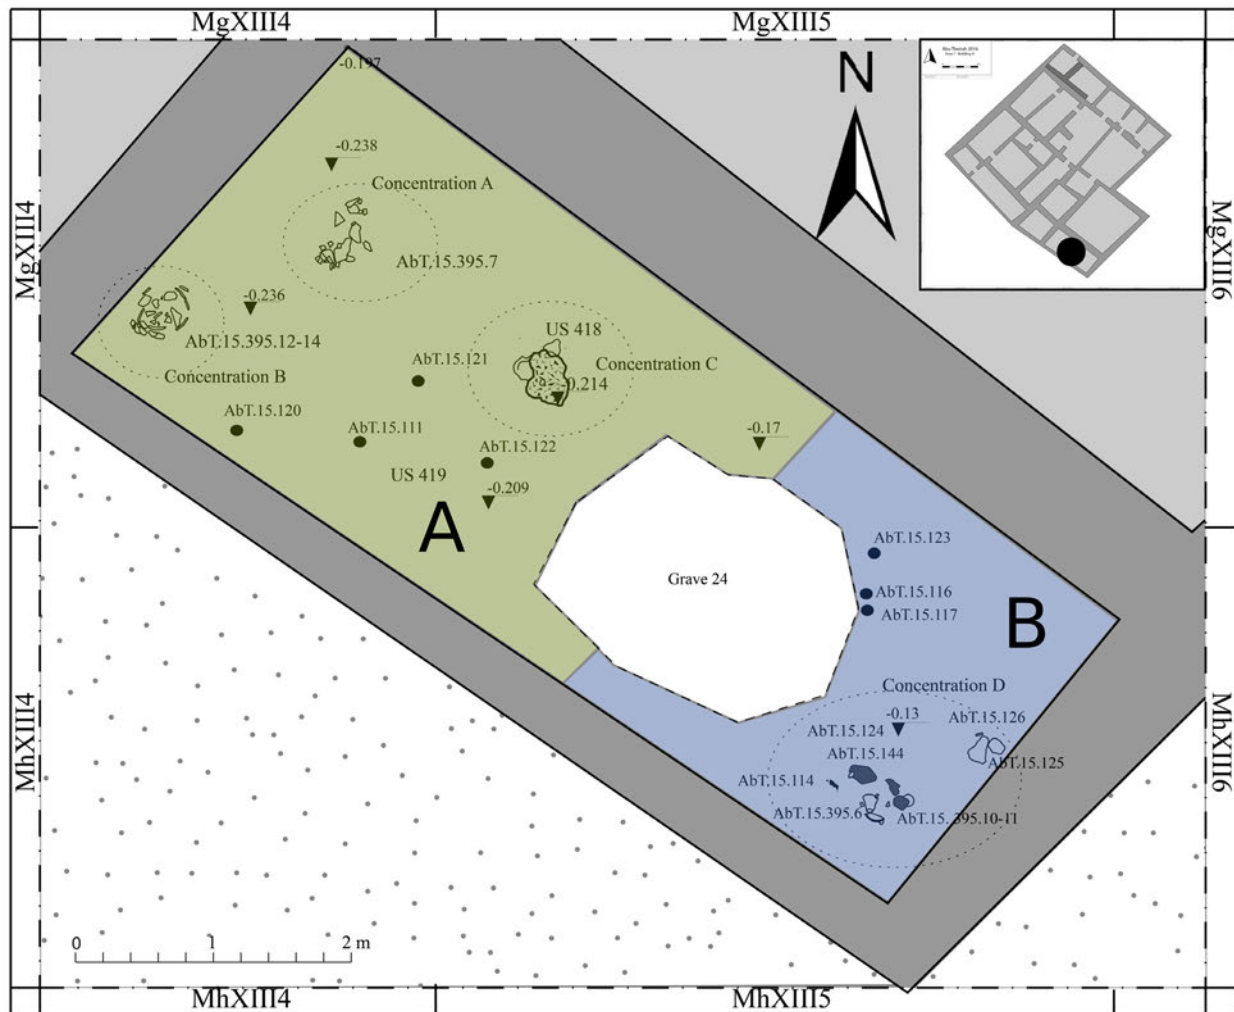 MgXIII4
MgXIII5
-0.197
N
-0.238
Concentration A
MgXIII4
MgXIII6
AbT,15.395.7
-0.236
AbT.15.395.12-14
US 418
AbT.15.121
Concentration C
Concentration B
-0.214
AbT.15.120
AbT.15.111
-0.17
AbT.15.122
US 419
-0.209
A
AbT.15.123
Grave 24
AbT.15.116
AbT.15.117
B
Concentration D
-0.13
AbT.15.126
AbT.15.124
AbT.15.144
AbT.15.125
AbT,15.114
AbT.15.395.6
AbT.15. 395.10-11
MhXIII4
MhXIII6
0 1 2 m
MhXIII4
MhXIII5